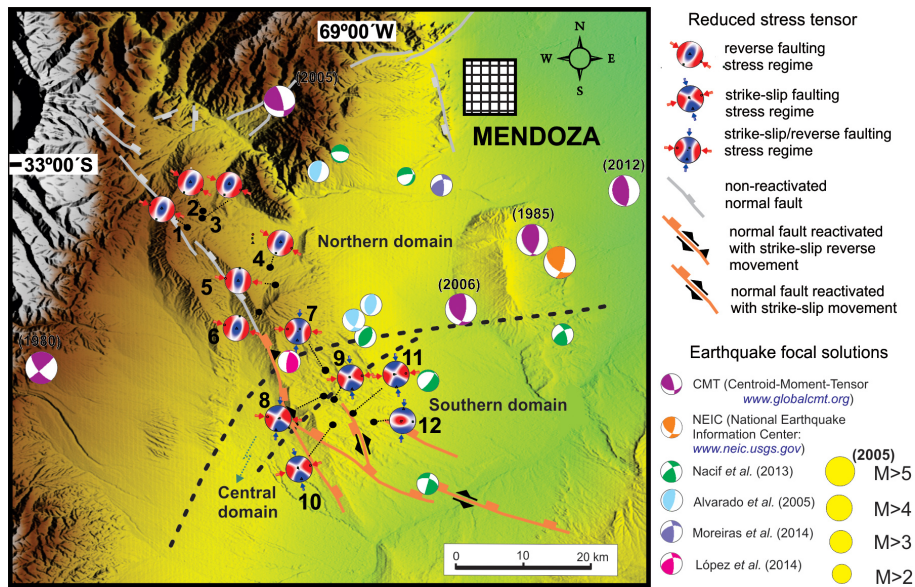 69º00´W
33º00´S
N
W
E
S
MENDOZA
(2005)
(2012)
(1985)
(2006)
(1989)
Northern domain
Southern domain
Central
domain
1
2
3
4
5
6
7
8
9
10
11
12
0 10 20 km
Reduced stress tensor
reverse faulting
stress regime
strike-slip faulting
stress regime
strike-slip/reverse faulting
stress regime
non-reactivated
normal fault
normal fault reactivated
with strike-slip reverse
movement
normal fault reactivated
with strike-slip movement
Earthquake focal solutions
CMT (Centroid-Moment-Tensor
www.globalcmt.org)
NEIC (National Earthquake
Information Center:
www.neic.usgs.gov)
Nacif et al. (2013)
Alvarado et al. (2005)
Moreiras et al. (2014)
López et al. (2014)
(2005)
M>5
M>4
M>3
M>2